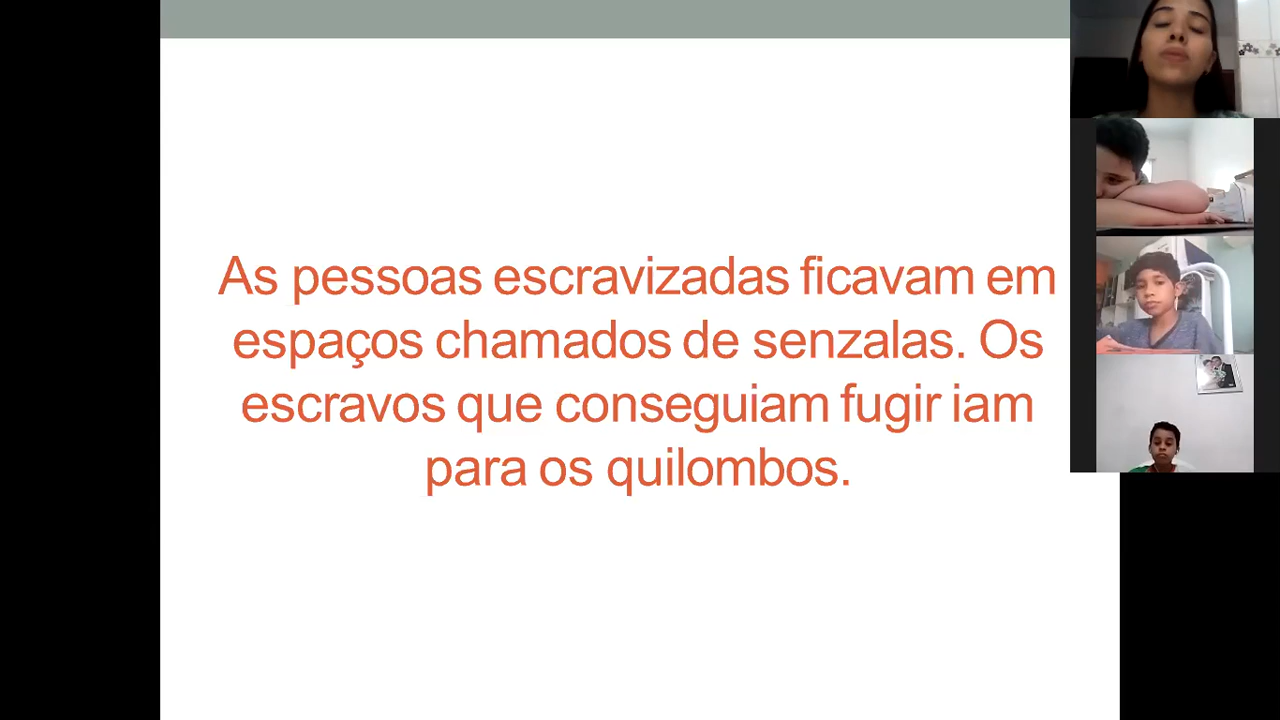 As pessoas escravizadas ficavam em
espaços chamados de senzalas. Os
escravos que conseguiam fugir iam
para os quilombos.